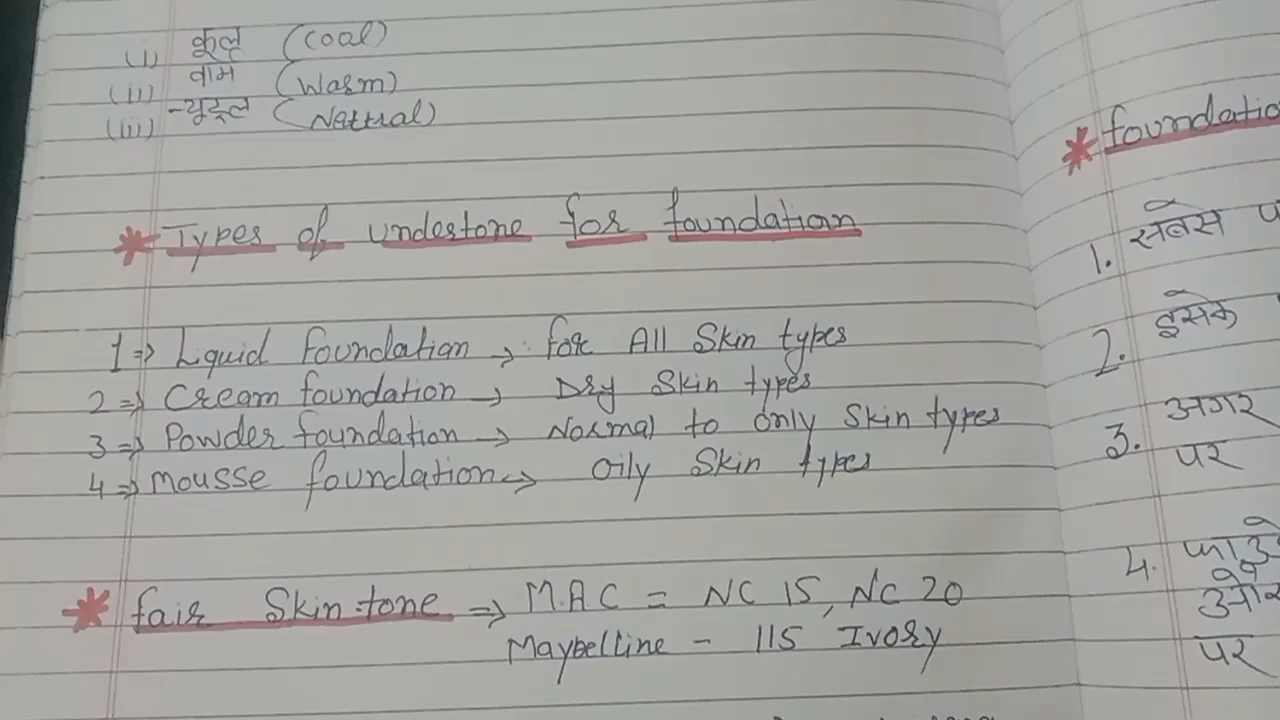 (i) कूल (Coal)
(ii) वाम (Warm)
(iii) न्यूट्रल (Natural)
* Types of Understone for foundation
1 => Liquid foundation → for All Skin types
2 => Cream foundation → Dry Skin types
3 => Powder foundation → Normal to only Skin types
4 => Mousse foundation → Oily Skin types
* fair Skin tone => M.A.C = NC 15, NC 20
Maybelline - 115 Ivory
* foundatio
1. सबसे प
2. इसके
3. अगर
पर
4. फाउं
और
पर